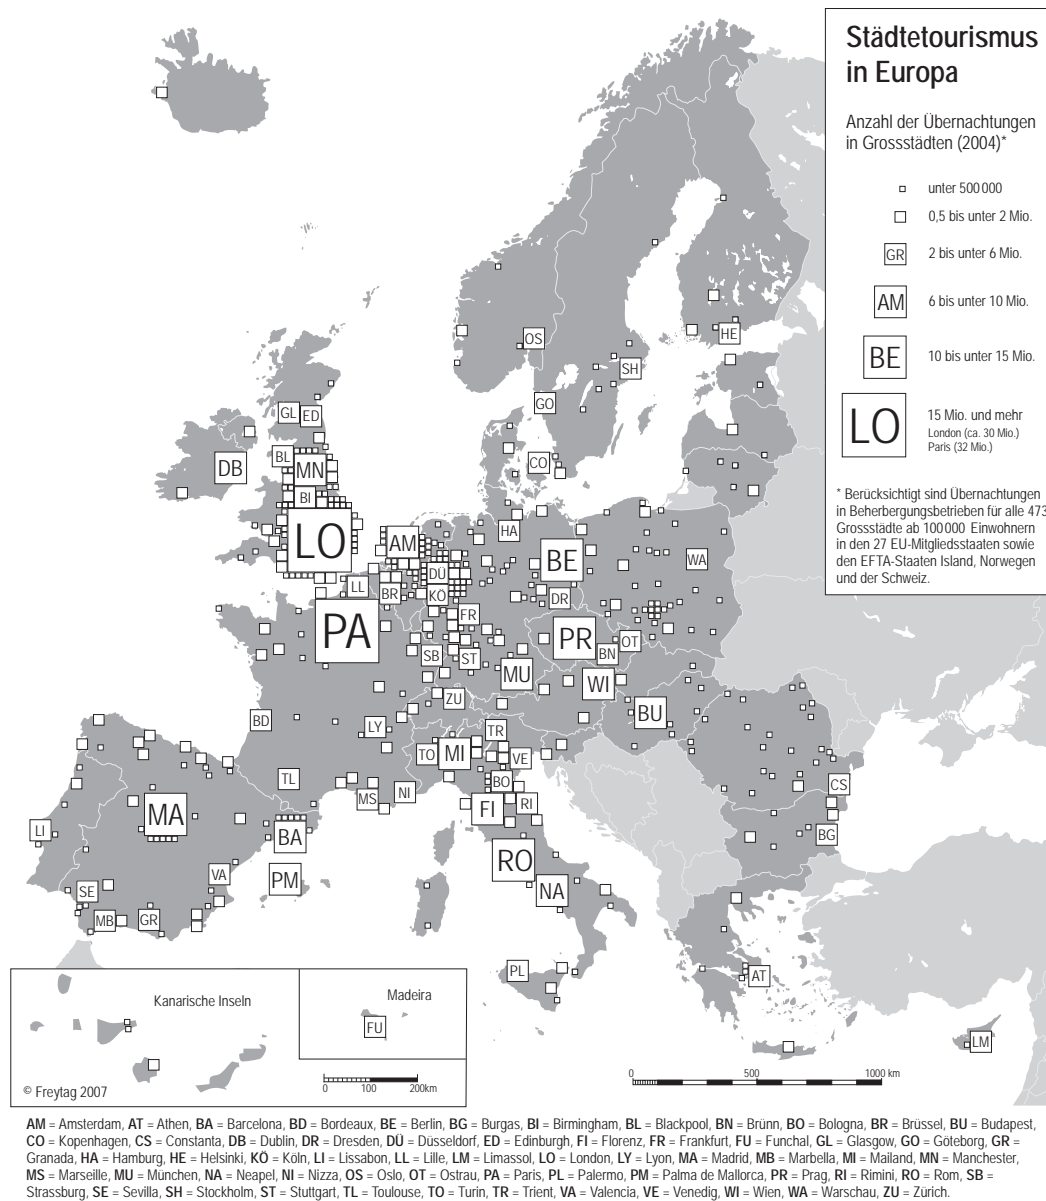 Städtetourismus
in Europa
Anzahl der Übernachtungen
in Grossstädten (2004)*
unter 500 000
0,5 bis unter 2 Mio.
GR
2 bis unter 6 Mio.
AM
6 bis unter 10 Mio.
BE
10 bis unter 15 Mio.
LO
15 Mio. und mehr
London (ca. 30 Mio.)
Paris (32 Mio.)
* Berücksichtigt sind Übernachtungen
in Beherbergungsbetrieben für alle 473
Grossstädte ab 100 000 Einwohnern
in den 27 EU-Mitgliedsstaaten sowie
den EFTA-Staaten Island, Norwegen
und der Schweiz.
OS
HE
SH
GO
GL
ED
CO
DB
BL
MN
BI
HA
LO
AM
BE
WA
LL
BR
DÜ
KÖ
DR
FR
PA
PR
OT
BN
SB
ST
MU
WI
ZU
BU
BD
LY
TR
TO
MI
VE
TL
MS
NI
BO
CS
FI
RI
MA
LI
BA
BG
RO
VA
PM
NA
SE
MB
GR
PL
AT
LM
Kanarische Inseln
Madeira
FU
© Freytag 2007
0 100 200km
0 500 1000 km
AM = Amsterdam, AT = Athen, BA = Barcelona, BD = Bordeaux, BE = Berlin, BG = Burgas, BI = Birmingham, BL = Blackpool, BN = Brünn, BO = Bologna, BR = Brüssel, BU = Budapest,
CO = Kopenhagen, CS = Constanta, DB = Dublin, DR = Dresden, DÜ = Düsseldorf, ED = Edinburgh, FI = Florenz, FR = Frankfurt, FU = Funchal, GL = Glasgow, GO = Göteborg, GR =
Granada, HA = Hamburg, HE = Helsinki, KÖ = Köln, LI = Lissabon, LL = Lille, LM = Limassol, LO = London, LY = Lyon, MA = Madrid, MB = Marbella, MI = Mailand, MN = Manchester,
MS = Marseille, MU = München, NA = Neapel, NI = Nizza, OS = Oslo, OT = Ostrau, PA = Paris, PL = Palermo, PM = Palma de Mallorca, PR = Prag, RI = Rimini, RO = Rom, SB =
Strassburg, SE = Sevilla, SH = Stockholm, ST = Stuttgart, TL = Toulouse, TO = Turin, TR = Trient, VA = Valencia, VE = Venedig, WI = Wien, WA = Warschau, ZU = Zürich.